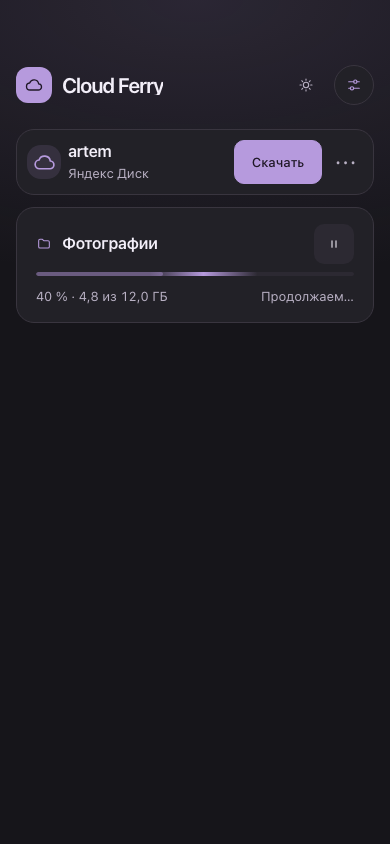 Cloud Ferry
artem
Яндекс Диск
Скачать
Фотографии
40 % · 4,8 из 12,0 ГБ
Продолжаем…